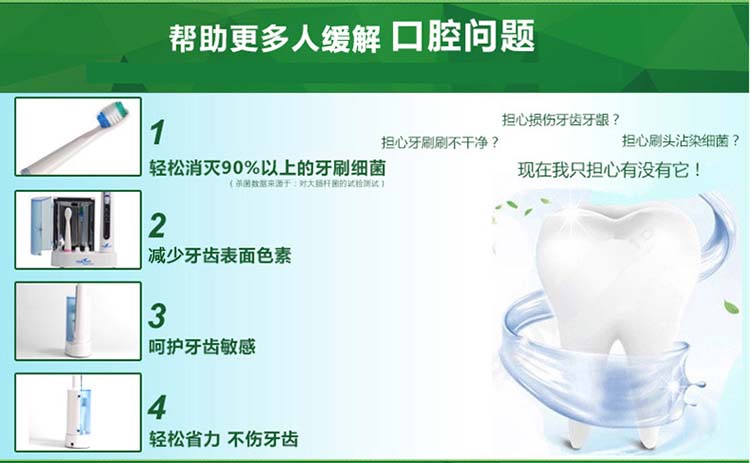 帮助更多人缓解 口腔问题
1
轻松消灭90%以上的牙刷细菌
（杀菌数据来源于：对大肠杆菌的试验测试）
2
减少牙齿表面色素
3
呵护牙齿敏感
4
轻松省力 不伤牙齿
担心损伤牙齿牙龈？
担心牙刷刷不干净？
担心刷头沾染细菌？
现在我只担心有没有它！